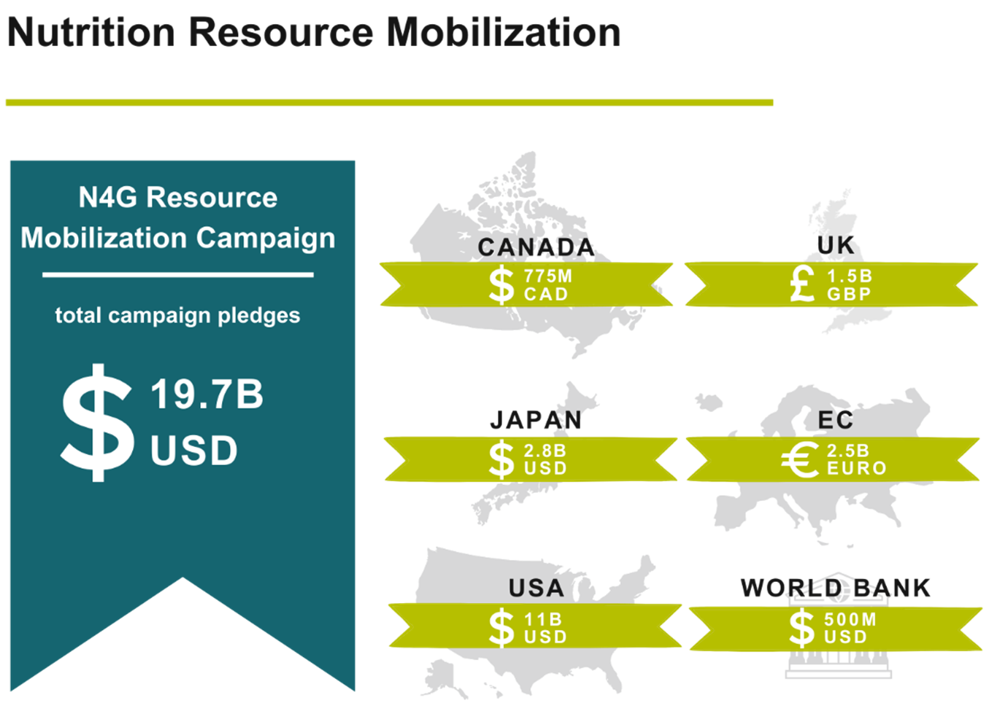 Nutrition Resource Mobilization
N4G Resource
Mobilization Campaign
total campaign pledges
$ 19.7B
USD
CANADA
$ 775M
CAD
UK
£ 1.5B
GBP
JAPAN
$ 2.8B
USD
EC
€ 2.5B
EURO
USA
$ 11B
USD
WORLD BANK
$ 500M
USD